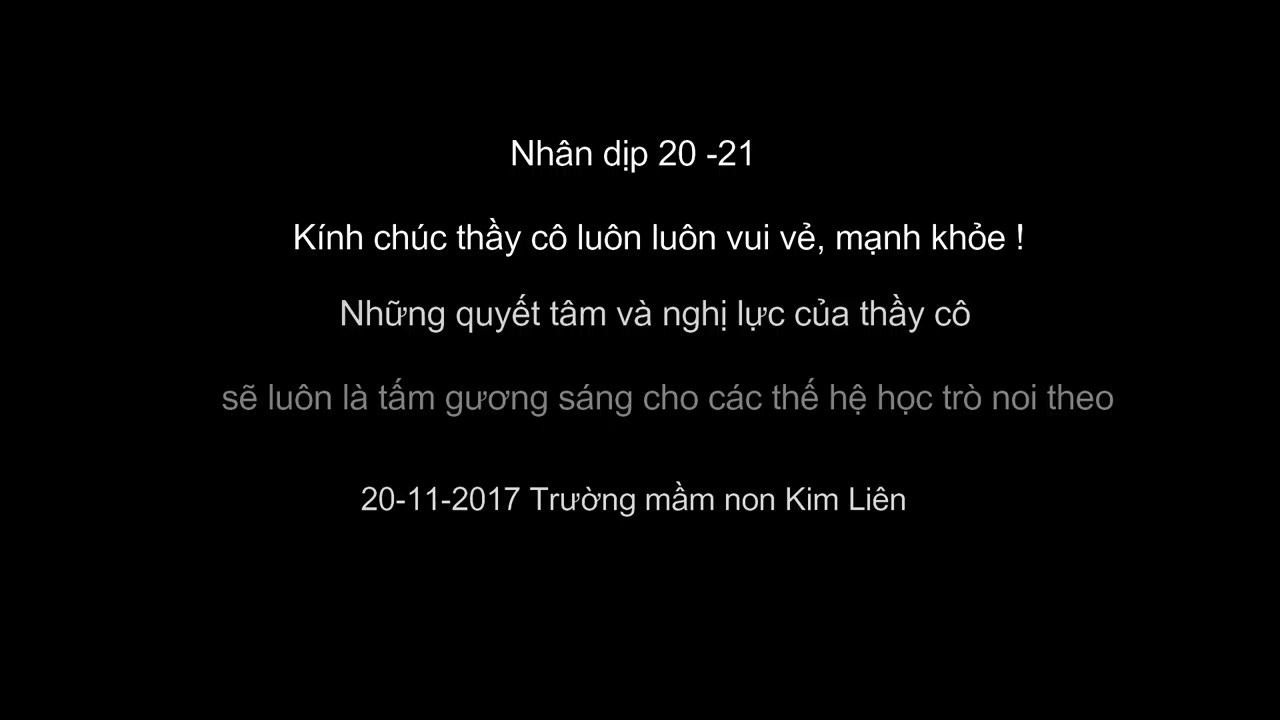 Nhân dịp 20 -21
Kính chúc thầy cô luôn luôn vui vẻ, mạnh khỏe !
Những quyết tâm và nghị lực của thầy cô
sẽ luôn là tấm gương sáng cho các thế hệ học trò noi theo
20-11-2017 Trường mầm non Kim Liên